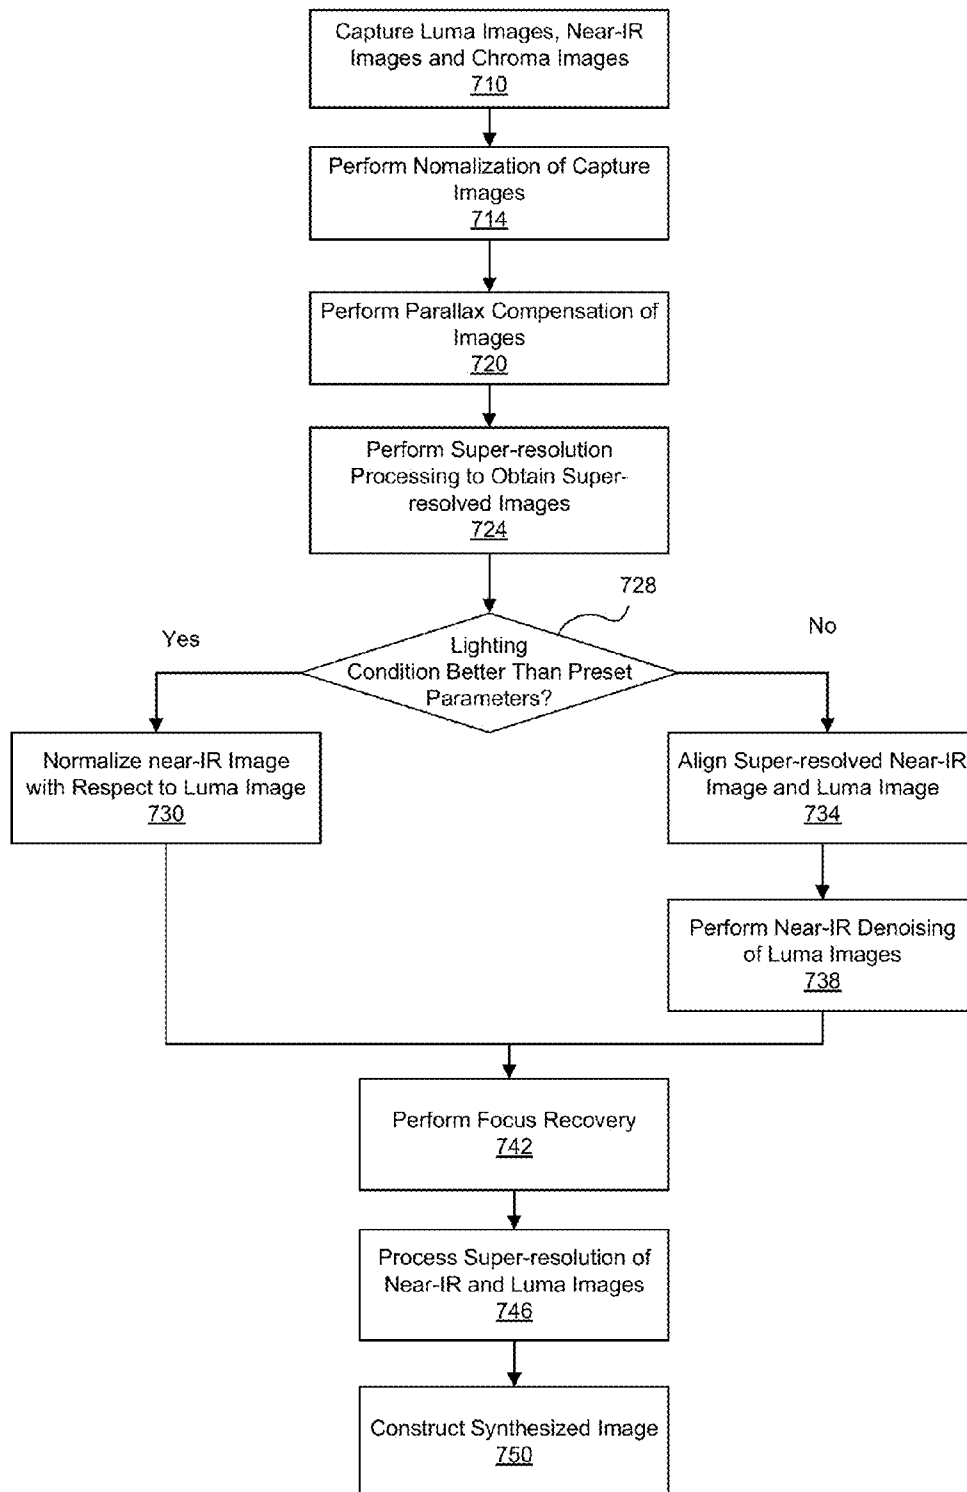 Capture Luma Images, Near-IR
Images and Chroma Images
710
Perform Nomalization of Capture
Images
714
Perform Parallax Compensation of
Images
720
Perform Super-resolution
Processing to Obtain Super-
resolved Images
724
728
Yes
No
Lighting
Condition Better Than Preset
Parameters?
Normalize near-IR Image
with Respect to Luma Image
730
Align Super-resolved Near-IR
Image and Luma Image
734
Perform Near-IR Denoising
of Luma Images
738
Perform Focus Recovery
742
Process Super-resolution of
Near-IR and Luma Images
746
Construct Synthesized Image
750